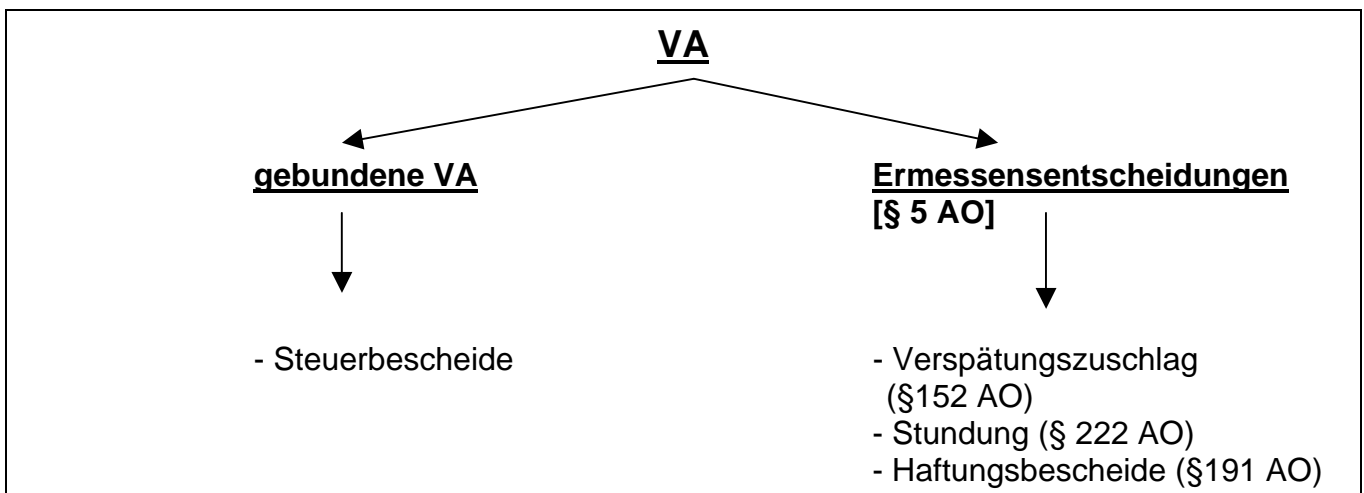 VA
gebundene VA
Ermessensentscheidungen
[§ 5 AO]
- Steuerbescheide
- Verspätungszuschlag
(§152 AO)
- Stundung (§ 222 AO)
- Haftungsbescheide (§191 AO)